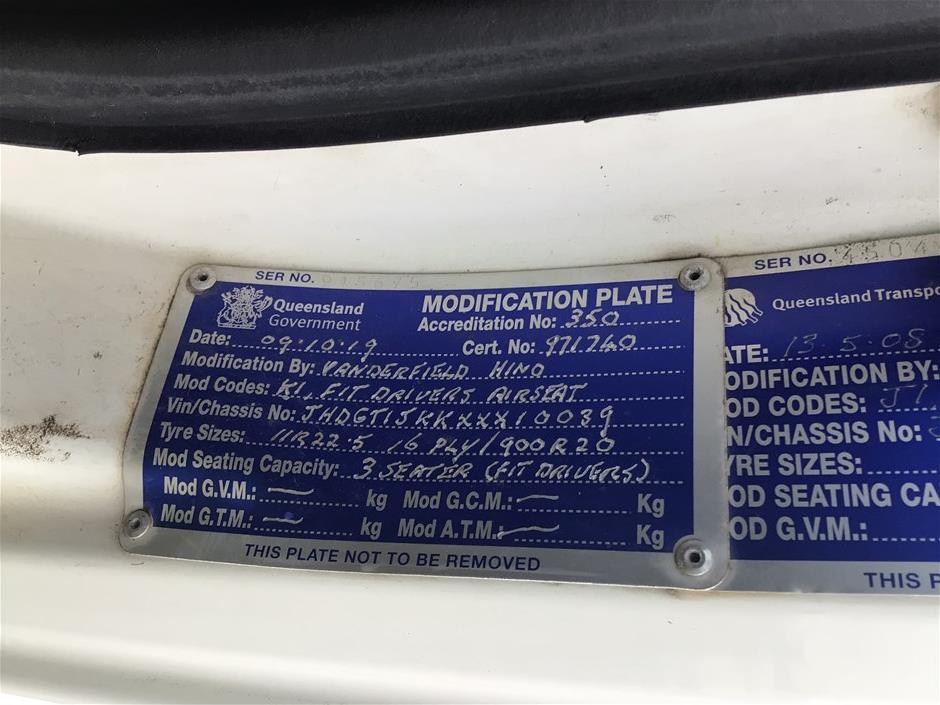 SER NO.
Queensland
Government
MODIFICATION PLATE
Accreditation No: 350
Date: 09·10·19 Cert. No: 971740
Modification By: VANDERFIELD HINO
Mod Codes: K1, FIT DRIVERS AIRSEAT
Vin/Chassis No: JHDGT1JKKXXX10039
Tyre Sizes: 11R22·5 16 PLY/900R20
Mod Seating Capacity: 3 SEATER (FIT DRIVERS)
Mod G.V.M.: — kg Mod G.C.M.: — Kg
Mod G.T.M.: — kg Mod A.T.M.: — Kg
THIS PLATE NOT TO BE REMOVED
SER NO. 4504
Queensland Transpo
ATE: 13·5·08
ODIFICATION BY:
OD CODES: J1,
N/CHASSIS No:
YRE SIZES:
OD SEATING CA
OD G.V.M.:
THIS P